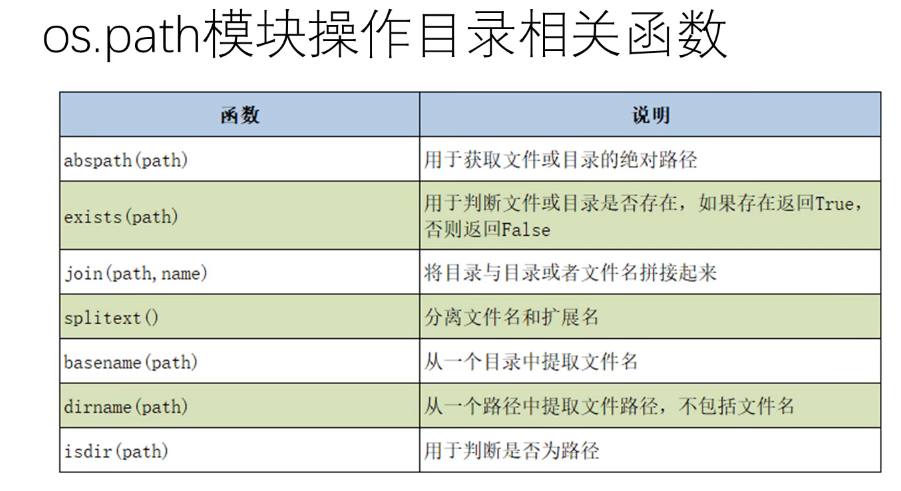 os.path模块操作目录相关函数
函数 说明
abspath(path) 用于获取文件或目录的绝对路径
exists(path) 用于判断文件或目录是否存在，如果存在返回True，
否则返回False
join(path,name) 将目录与目录或者文件名拼接起来
splitext() 分离文件名和扩展名
basename(path) 从一个目录中提取文件名
dirname(path) 从一个路径中提取文件路径，不包括文件名
isdir(path) 用于判断是否为路径